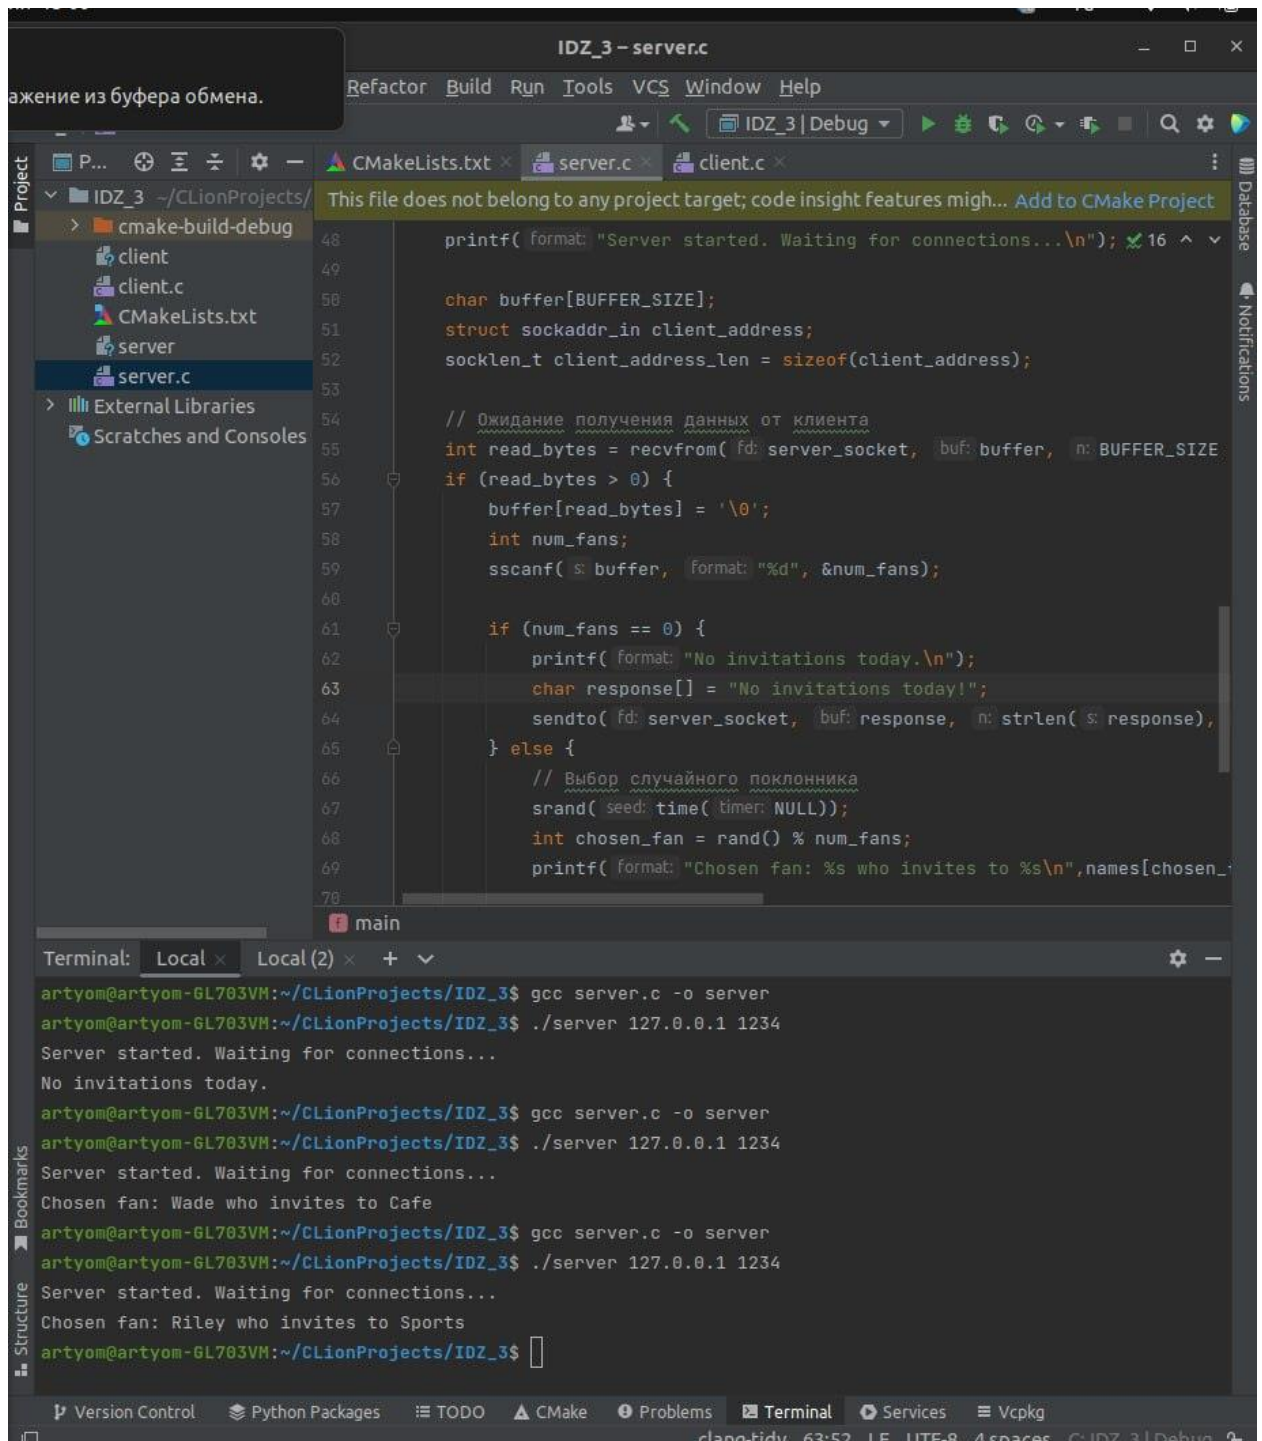 IDZ_3 – server.c
ажение из буфера обмена.
Refactor Build Run Tools VCS Window Help
IDZ_3 | Debug
Project
P...
CMakeLists.txt
server.c
client.c
IDZ_3 ~/CLionProjects/
This file does not belong to any project target; code insight features migh... Add to CMake Project
cmake-build-debug
client
client.c
CMakeLists.txt
server
server.c
External Libraries
Scratches and Consoles
Database
Notifications
48 printf( format: "Server started. Waiting for connections...\n"); 16
49
50 char buffer[BUFFER_SIZE];
51 struct sockaddr_in client_address;
52 socklen_t client_address_len = sizeof(client_address);
53
54 // Ожидание получения данных от клиента
55 int read_bytes = recvfrom( fd: server_socket, buf: buffer, n: BUFFER_SIZE
56 if (read_bytes > 0) {
57 buffer[read_bytes] = '\0';
58 int num_fans;
59 sscanf( s: buffer, format: "%d", &num_fans);
60
61 if (num_fans == 0) {
62 printf( format: "No invitations today.\n");
63 char response[] = "No invitations today!";
64 sendto( fd: server_socket, buf: response, n: strlen( s: response),
65 } else {
66 // Выбор случайного поклонника
67 srand( seed: time( timer: NULL));
68 int chosen_fan = rand() % num_fans;
69 printf( format: "Chosen fan: %s who invites to %s\n",names[chosen_
70
main
Terminal: Local Local (2)
artyom@artyom-GL703VM:~/CLionProjects/IDZ_3$ gcc server.c -o server
artyom@artyom-GL703VM:~/CLionProjects/IDZ_3$ ./server 127.0.0.1 1234
Server started. Waiting for connections...
No invitations today.
artyom@artyom-GL703VM:~/CLionProjects/IDZ_3$ gcc server.c -o server
artyom@artyom-GL703VM:~/CLionProjects/IDZ_3$ ./server 127.0.0.1 1234
Server started. Waiting for connections...
Chosen fan: Wade who invites to Cafe
artyom@artyom-GL703VM:~/CLionProjects/IDZ_3$ gcc server.c -o server
artyom@artyom-GL703VM:~/CLionProjects/IDZ_3$ ./server 127.0.0.1 1234
Server started. Waiting for connections...
Chosen fan: Riley who invites to Sports
artyom@artyom-GL703VM:~/CLionProjects/IDZ_3$
Bookmarks
Structure
Version Control Python Packages TODO CMake Problems Terminal Services Vcpkg
clang-tidy 63:52 LF UTF-8 4 spaces C: IDZ_3 | Debug